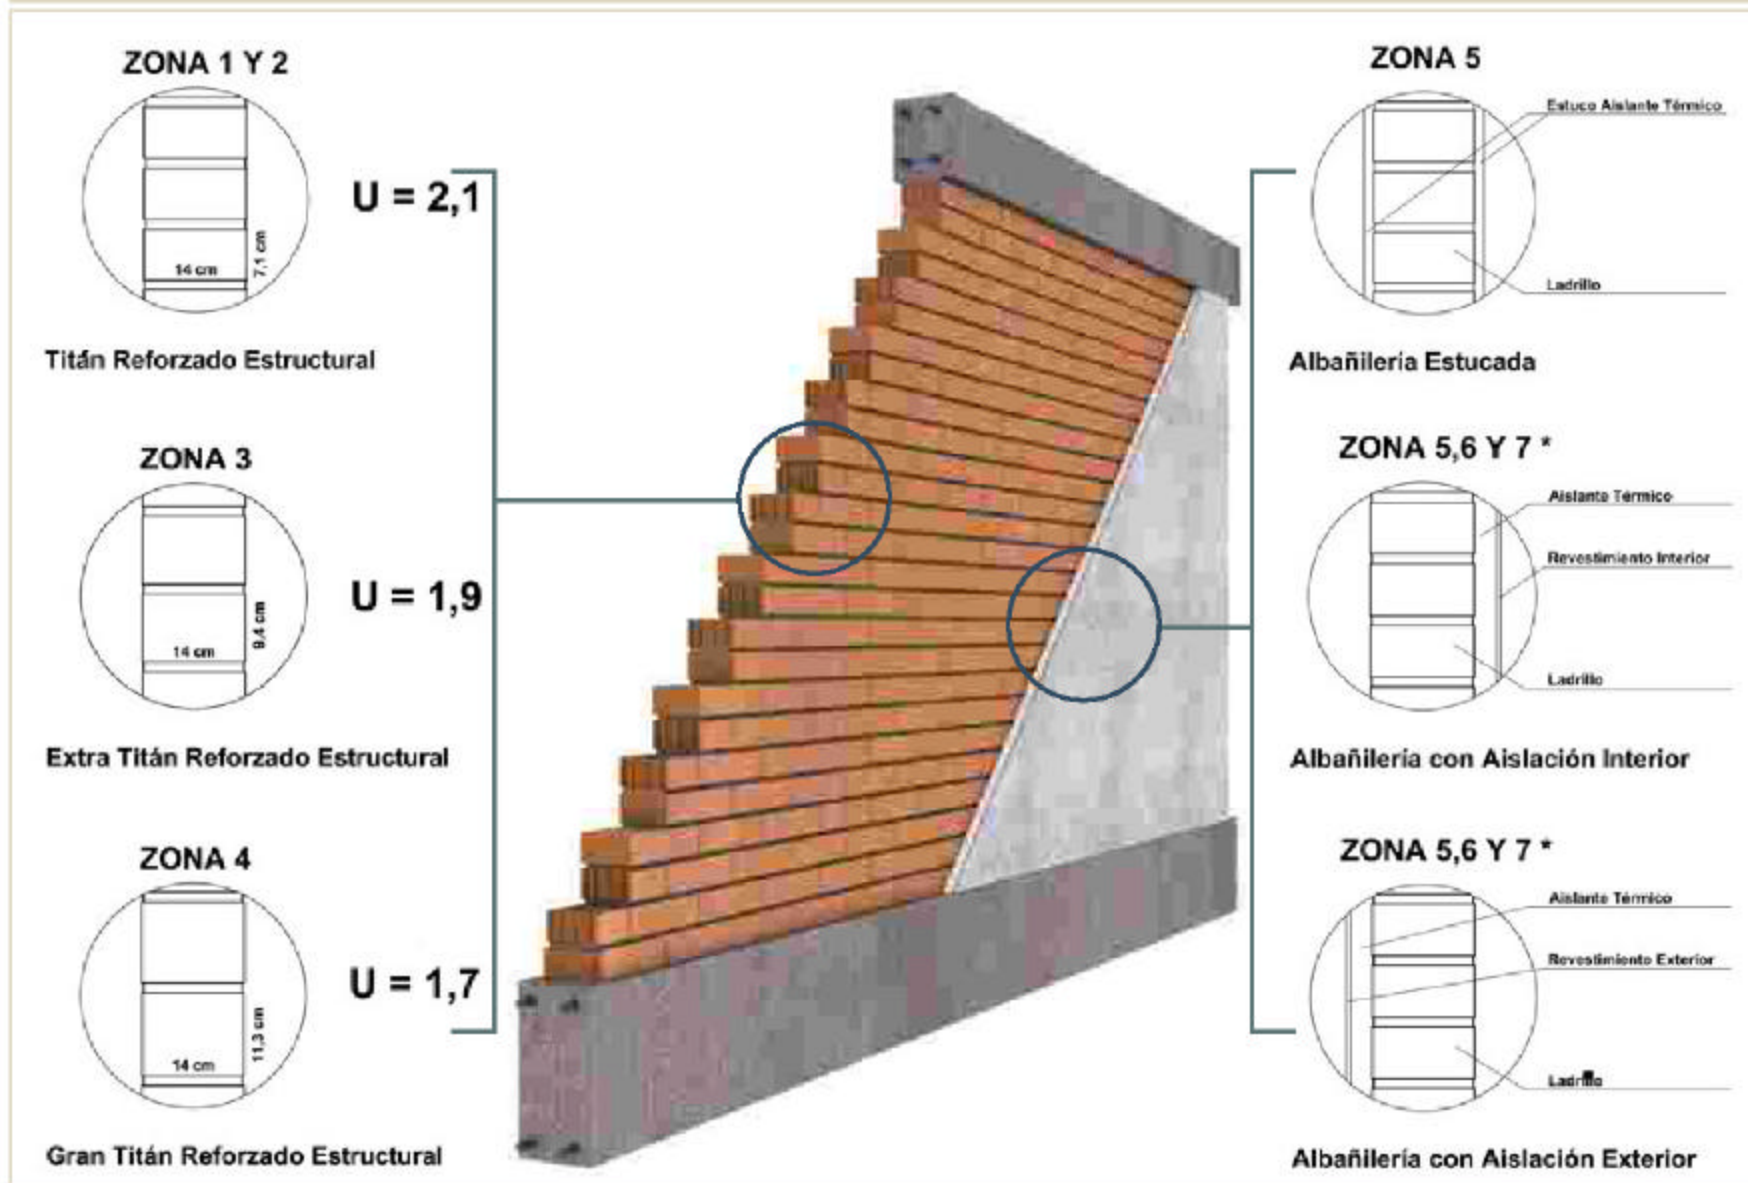 ZONA 1 Y 2
U = 2,1
14 cm
7,1 cm
Titán Reforzado Estructural
ZONA 3
U = 1,9
14 cm
9,4 cm
Extra Titán Reforzado Estructural
ZONA 4
U = 1,7
14 cm
11,3 cm
Gran Titán Reforzado Estructural
ZONA 5
Estuco Aislante Térmico
Ladrillo
Albañilería Estucada
ZONA 5,6 Y 7 *
Aislante Térmico
Revestimiento Interior
Ladrillo
Albañilería con Aislación Interior
ZONA 5,6 Y 7 *
Aislante Térmico
Revestimiento Exterior
Ladrillo
Albañilería con Aislación Exterior